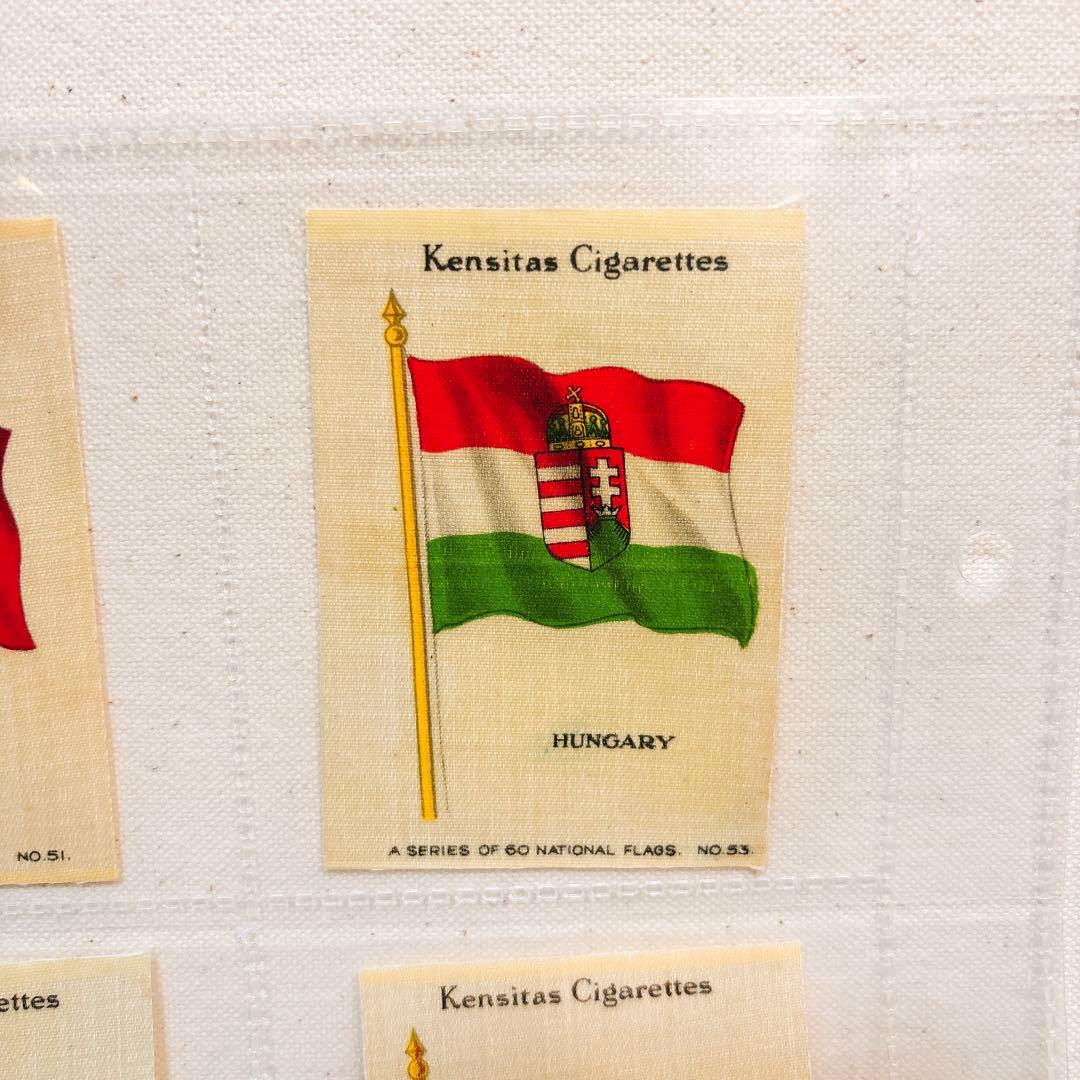 Kensitas Cigarettes
HUNGARY
A SERIES OF 60 NATIONAL FLAGS. NO.53.
NO.51.
ettes
Kensitas Cigarettes